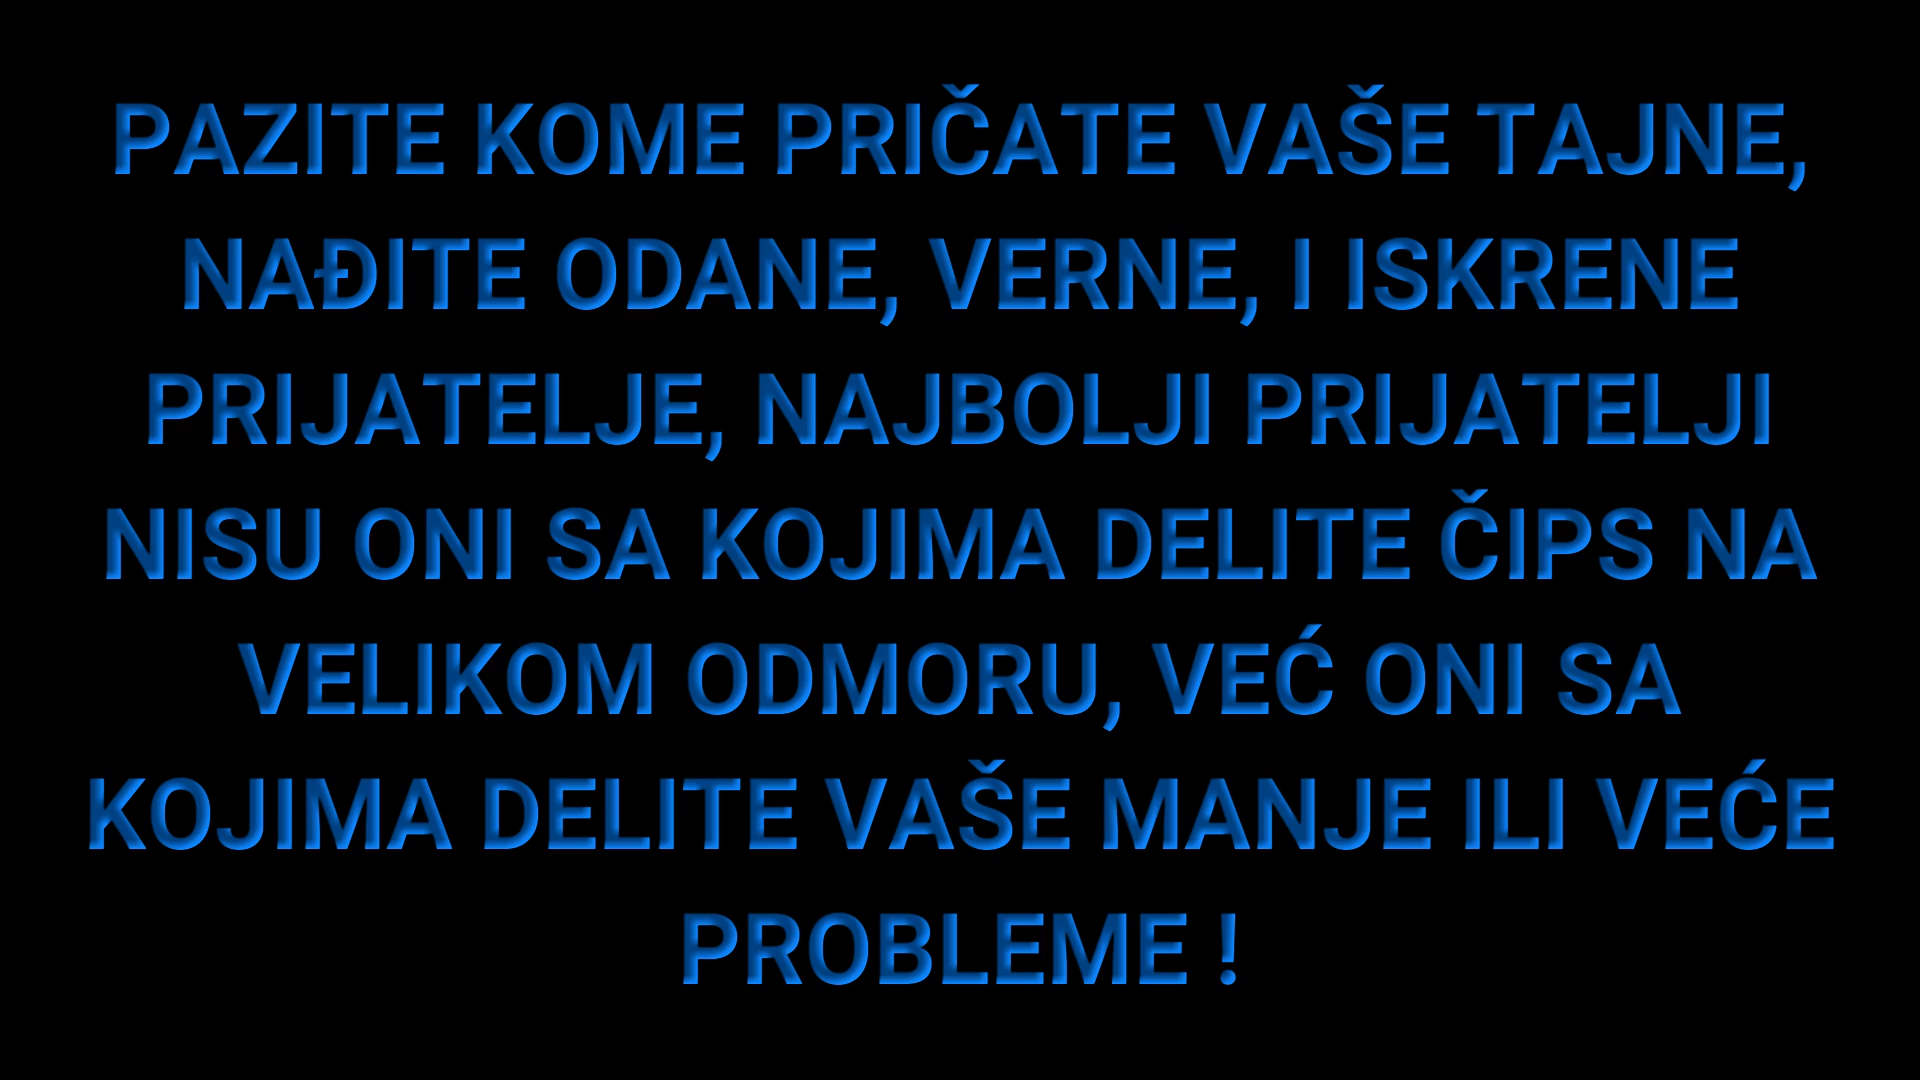 PAZITE KOME PRIČATE VAŠE TAJNE,
NAĐITE ODANE, VERNE, I ISKRENE
PRIJATELJE, NAJBOLJI PRIJATELJI
NISU ONI SA KOJIMA DELITE ČIPS NA
VELIKOM ODMORU, VEĆ ONI SA
KOJIMA DELITE VAŠE MANJE ILI VEĆE
PROBLEME !